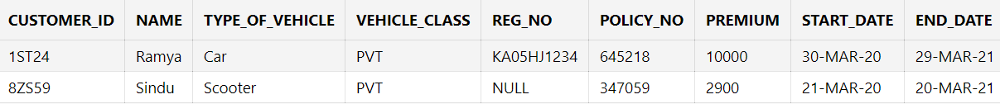 CUSTOMER_ID NAME TYPE_OF_VEHICLE VEHICLE_CLASS REG_NO POLICY_NO PREMIUM START_DATE END_DATE
1ST24 Ramya Car PVT KA05HJ1234 645218 10000 30-MAR-20 29-MAR-21
8ZS59 Sindu Scooter PVT NULL 347059 2900 21-MAR-20 20-MAR-21